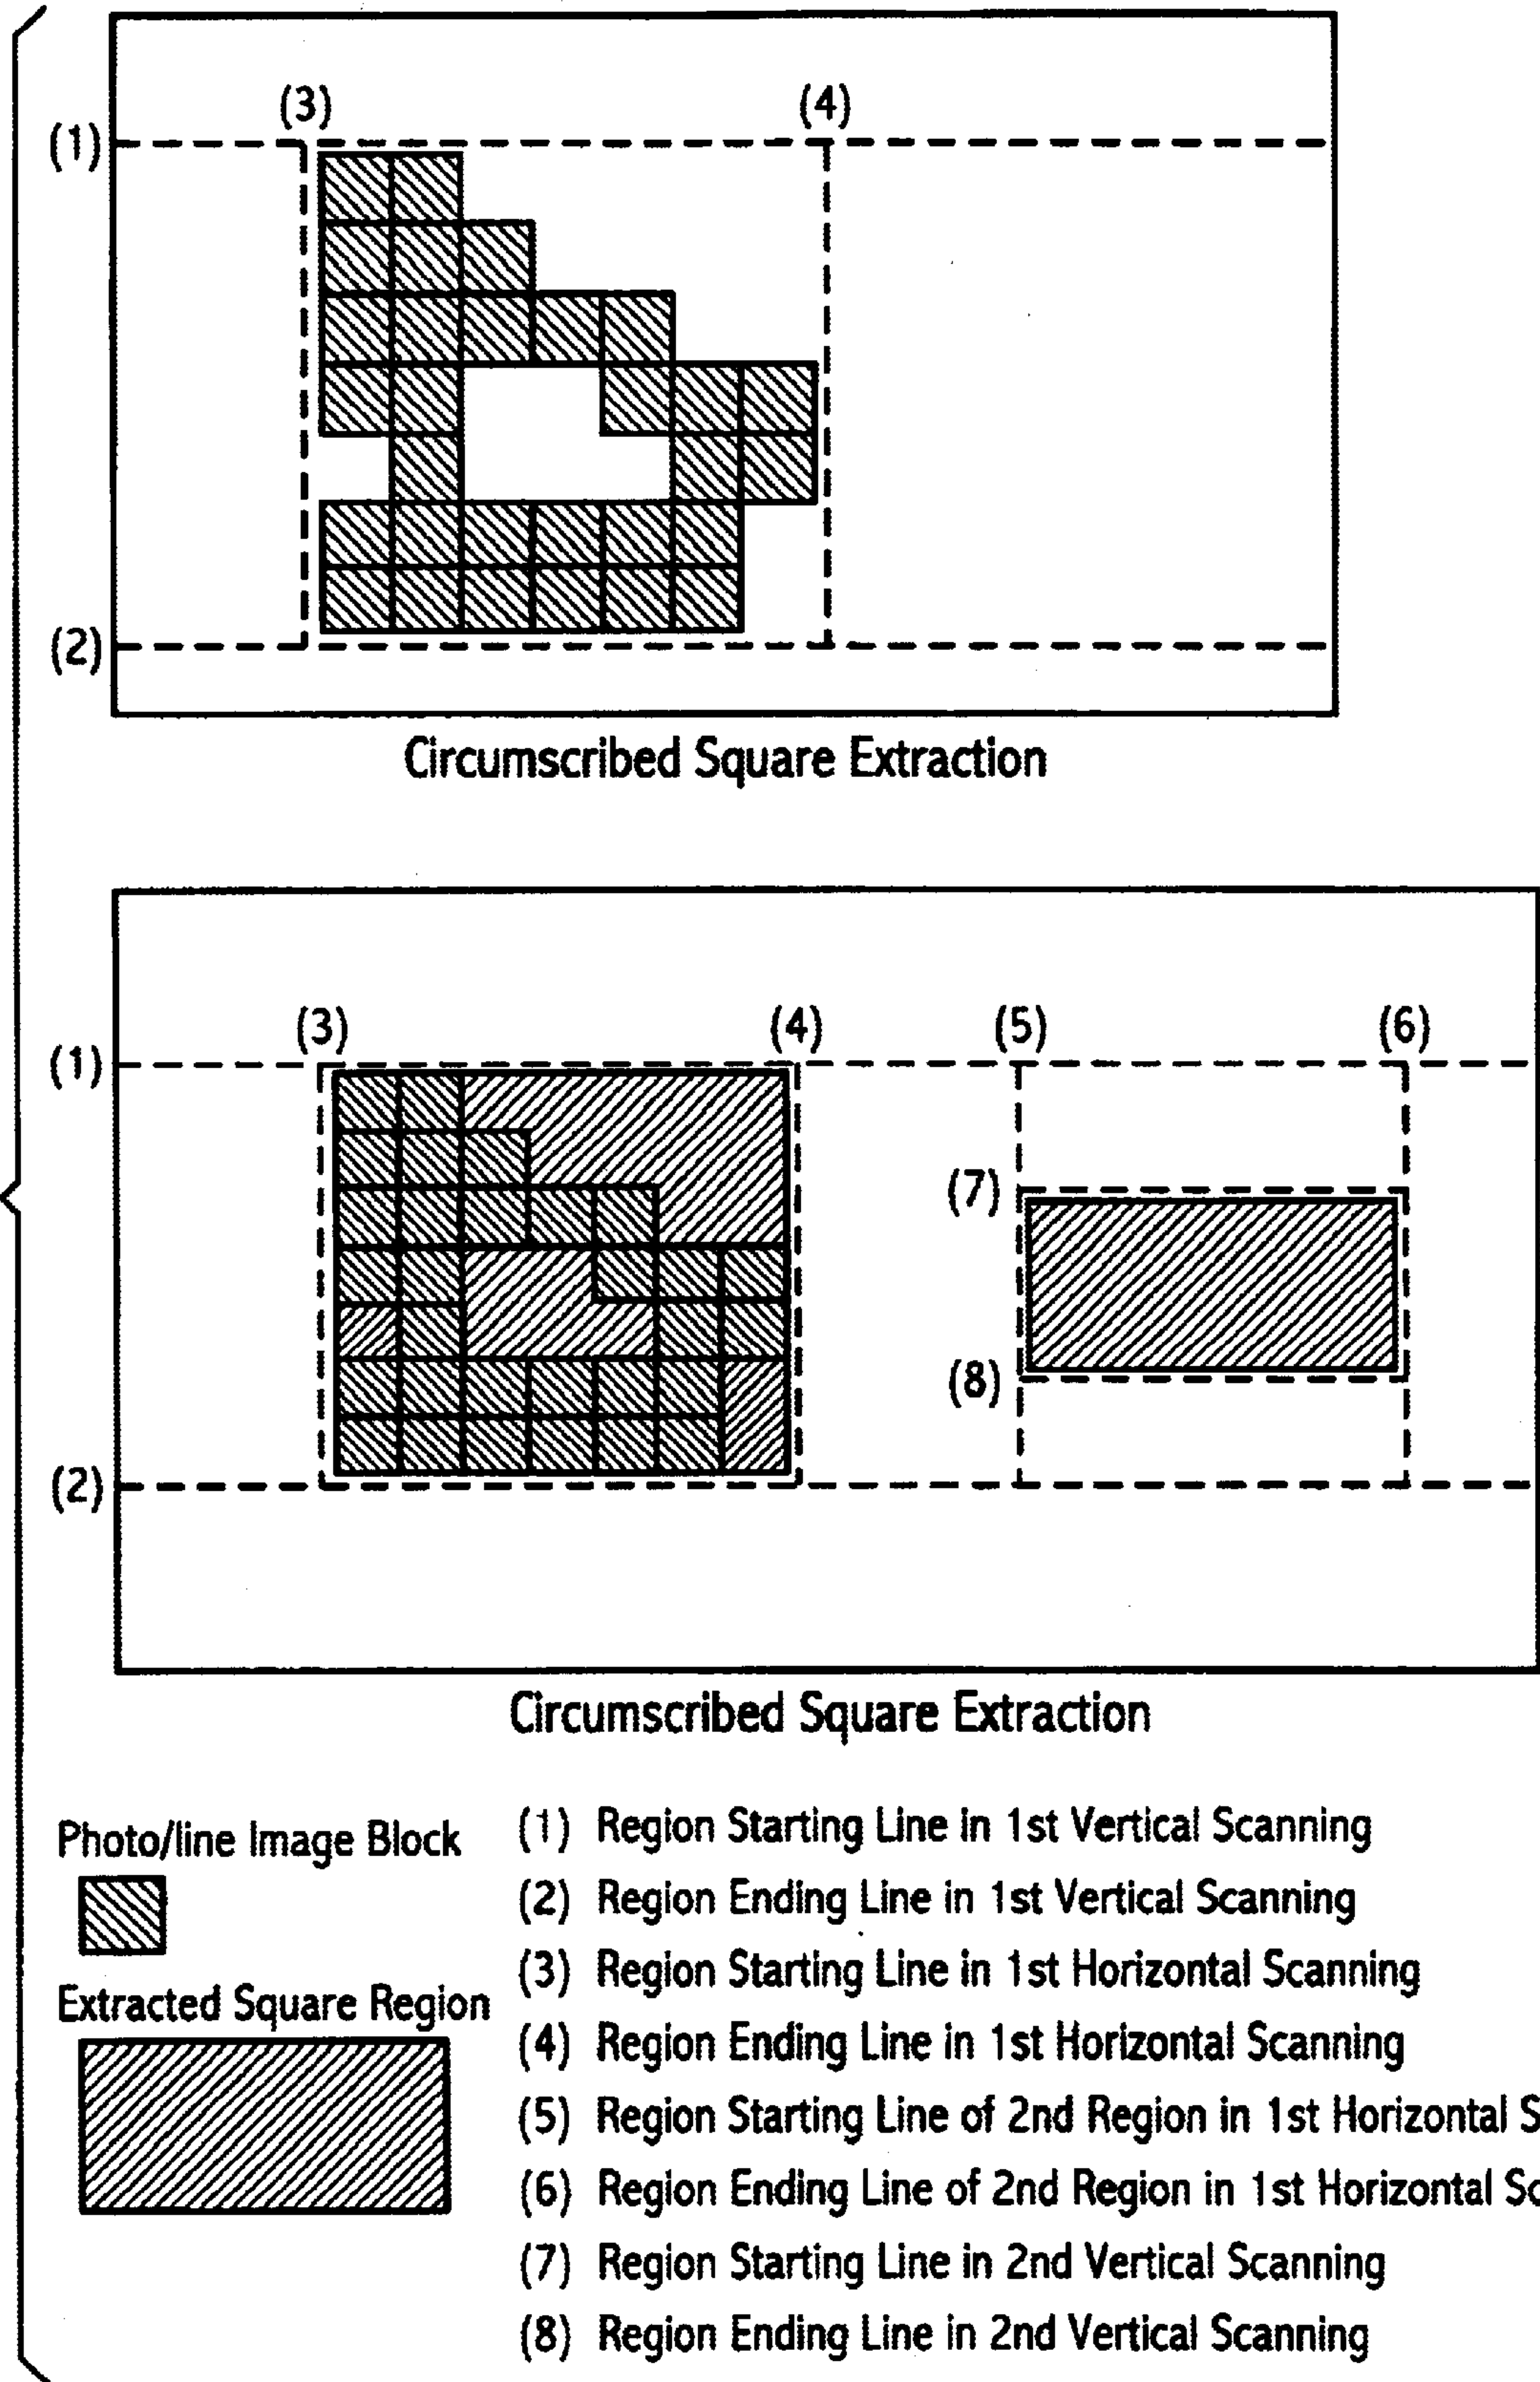 (3) (4)
(1)
(2)
Circumscribed Square Extraction
(3) (4) (5) (6)
(1)
(7)
(8)
(2)
Circumscribed Square Extraction
Photo/line Image Block
Extracted Square Region
(1) Region Starting Line in 1st Vertical Scanning
(2) Region Ending Line in 1st Vertical Scanning
(3) Region Starting Line in 1st Horizontal Scanning
(4) Region Ending Line in 1st Horizontal Scanning
(5) Region Starting Line of 2nd Region in 1st Horizontal
(6) Region Ending Line of 2nd Region in 1st Horizontal
(7) Region Starting Line in 2nd Vertical Scanning
(8) Region Ending Line in 2nd Vertical Scanning